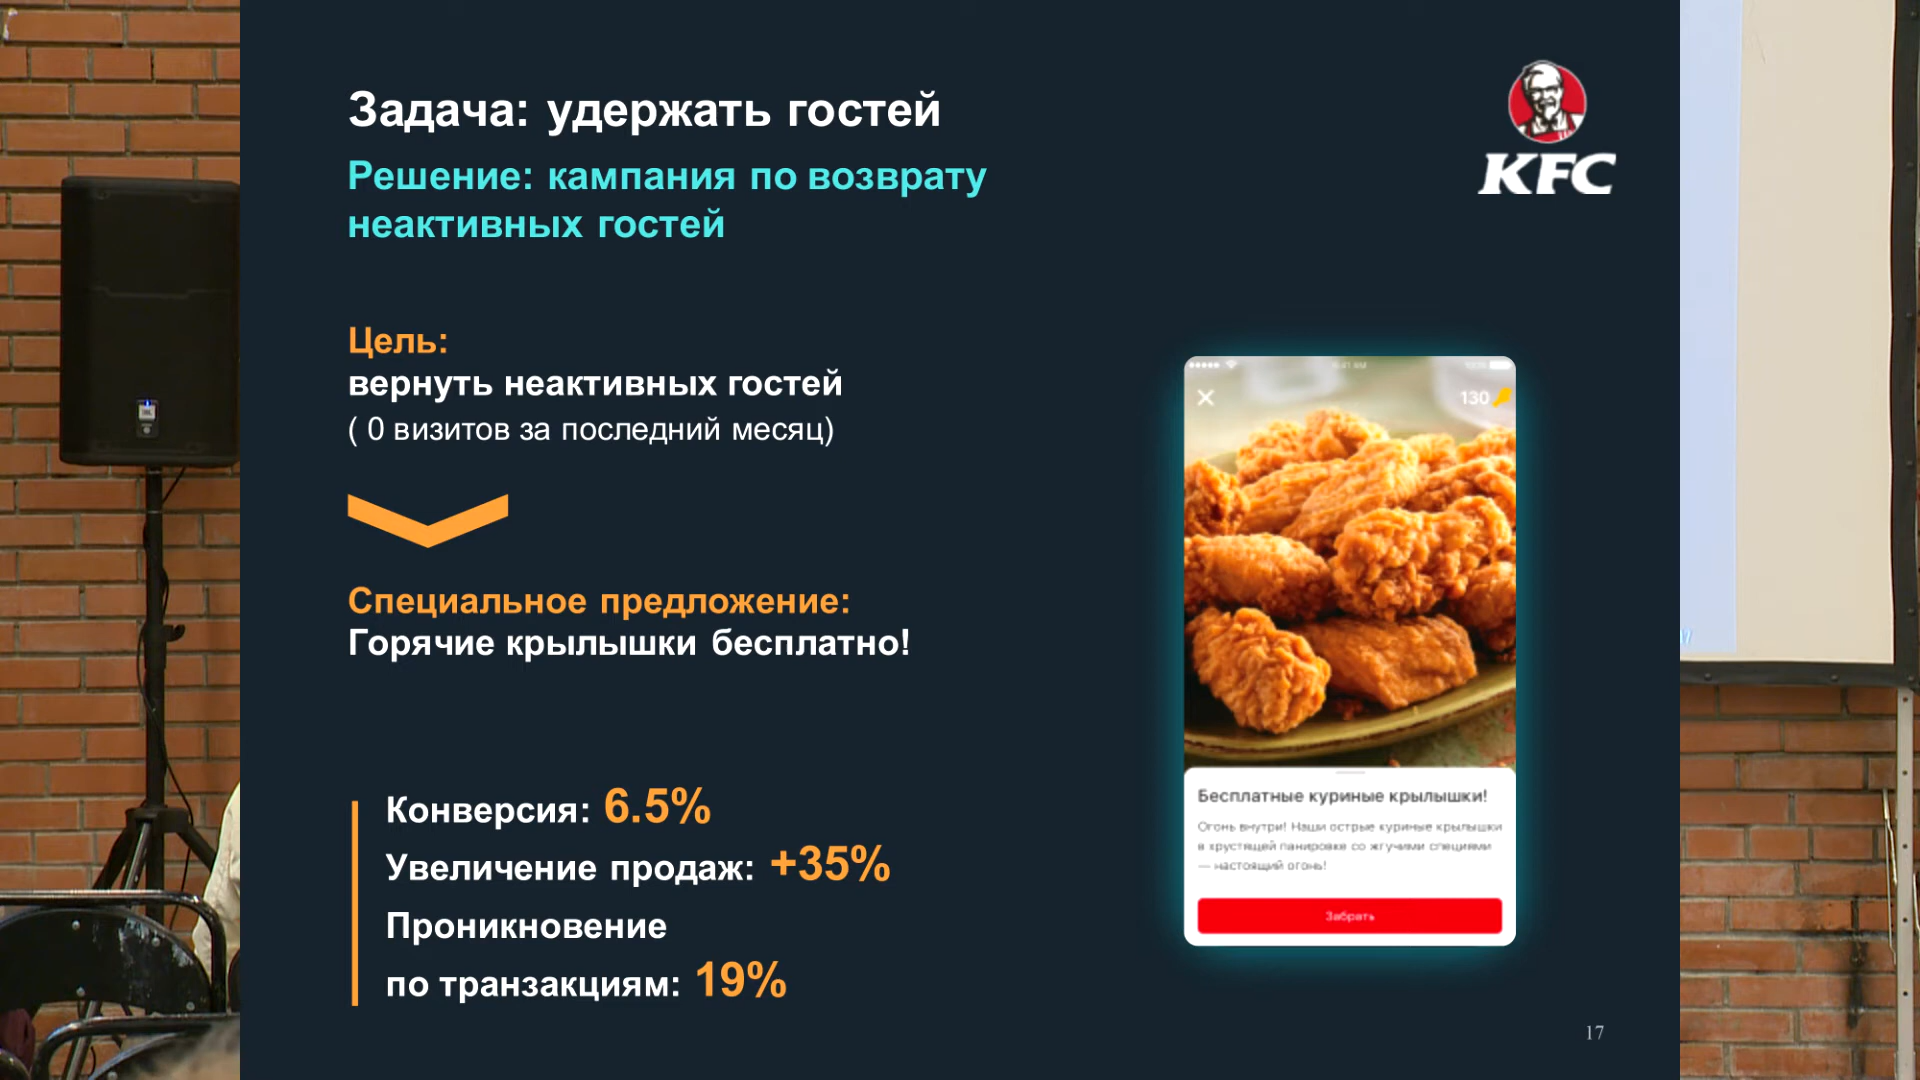 Задача: удержать гостей
Решение: кампания по возврату
неактивных гостей
KFC
Цель:
вернуть неактивных гостей
( 0 визитов за последний месяц)
Специальное предложение:
Горячие крылышки бесплатно!
Конверсия: 6.5%
Увеличение продаж: +35%
Проникновение
по транзакциям: 19%
130
Бесплатные куриные крылышки!
Огонь внутри! Наши острые куриные крылышки
в хрустящей панировке со жгучими специями
— настоящий огонь!
Забрать
17